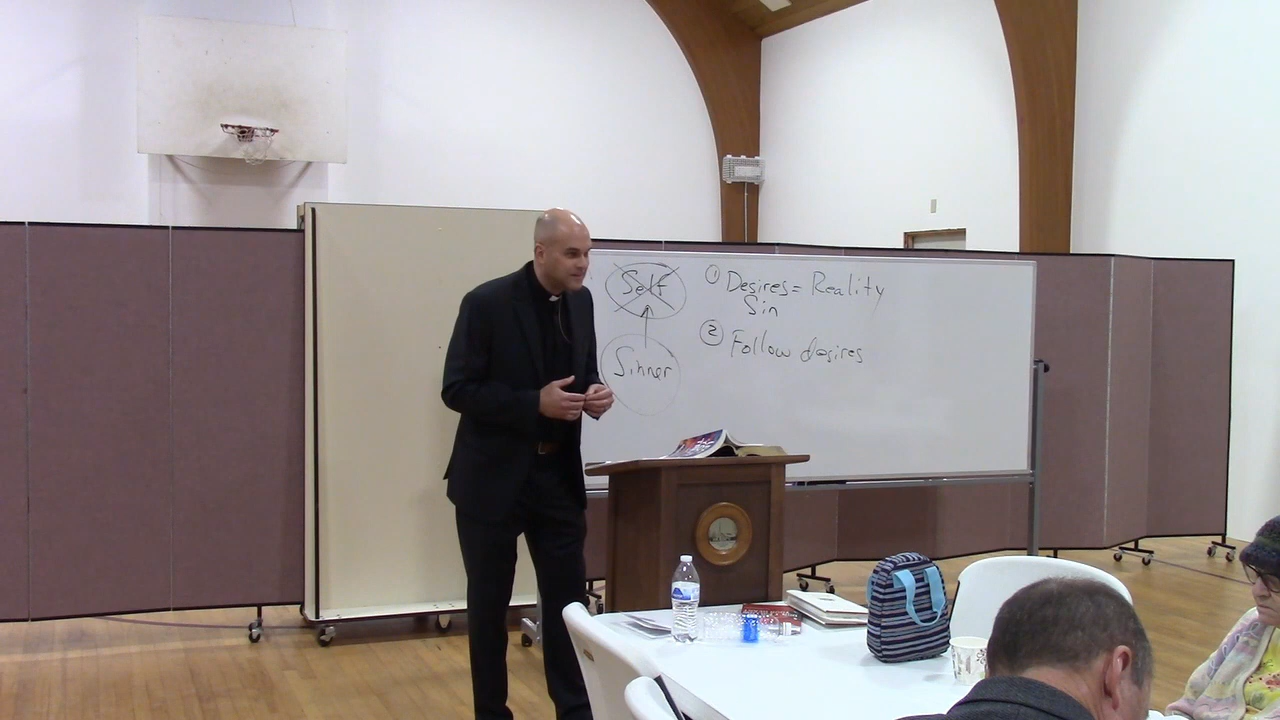 Self
Sinner
① Desires = Reality
Sin
② Follow desires